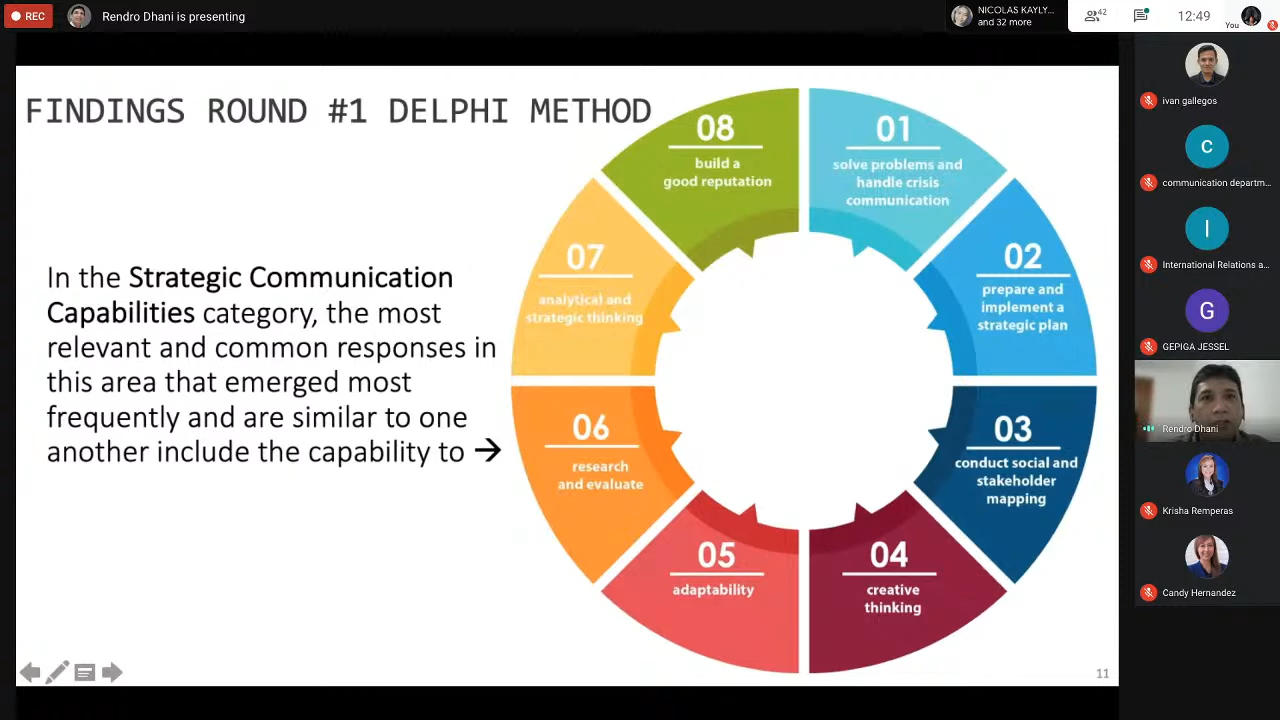 REC
Rendro Dhani is presenting
NICOLAS KAYLY...
and 32 more
42
12:49
You
FINDINGS ROUND #1 DELPHI METHOD
In the Strategic Communication
Capabilities category, the most
relevant and common responses in
this area that emerged most
frequently and are similar to one
another include the capability to →
01
solve problems and
handle crisis
communication
02
prepare and
implement a
strategic plan
03
conduct social and
stakeholder
mapping
04
creative
thinking
05
adaptability
06
research
and evaluate
07
analytical and
strategic thinking
08
build a
good reputation
11
ivan gallegos
C
communication departm...
I
International Relations a...
G
GEPIGA JESSEL
Rendro Dhani
Krisha Remperas
Candy Hernandez